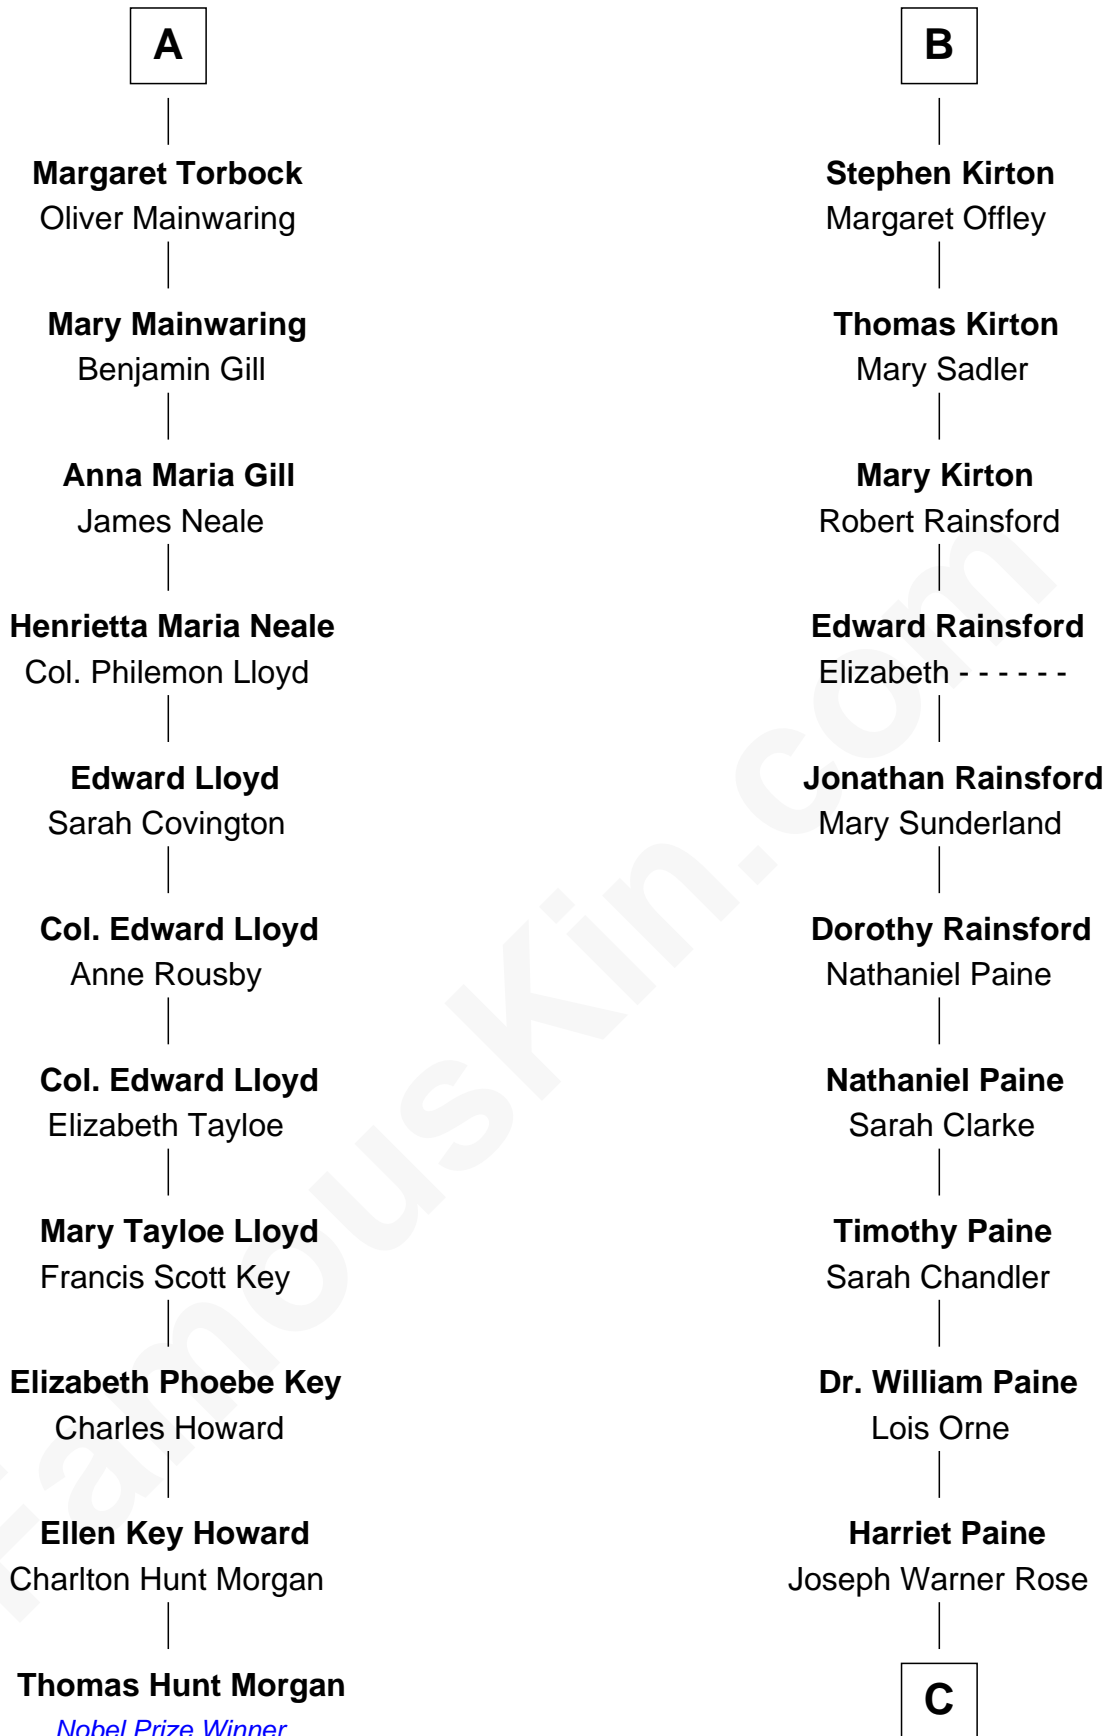 A
Margaret Torbock
Oliver Mainwaring
Mary Mainwaring
Benjamin Gill
Anna Maria Gill
James Neale
Henrietta Maria Neale
Col. Philemon Lloyd
Edward Lloyd
Sarah Covington
Col. Edward Lloyd
Anne Rousby
Col. Edward Lloyd
Elizabeth Tayloe
Mary Tayloe Lloyd
Francis Scott Key
Elizabeth Phoebe Key
Charles Howard
Ellen Key Howard
Charlton Hunt Morgan
Thomas Hunt Morgan
Nobel Prize Winner
B
Stephen Kirton
Margaret Offley
Thomas Kirton
Mary Sadler
Mary Kirton
Robert Rainsford
Edward Rainsford
Elizabeth - - - - - -
Jonathan Rainsford
Mary Sunderland
Dorothy Rainsford
Nathaniel Paine
Nathaniel Paine
Sarah Clarke
Timothy Paine
Sarah Chandler
Dr. William Paine
Lois Orne
Harriet Paine
Joseph Warner Rose
C
FamousKin.com